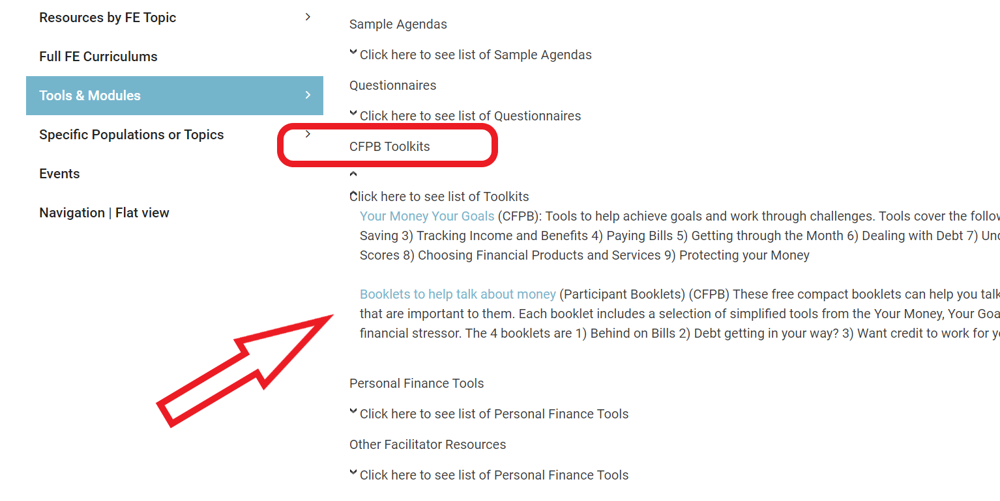 Resources by FE Topic
Full FE Curriculums
Tools & Modules
Specific Populations or Topics
Events
Navigation | Flat view
Sample Agendas
Click here to see list of Sample Agendas
Questionnaires
Click here to see list of Questionnaires
CFPB Toolkits
Click here to see list of Toolkits
Your Money Your Goals (CFPB): Tools to help achieve goals and work through challenges. Tools cover the
Saving 3) Tracking Income and Benefits 4) Paying Bills 5) Getting through the Month 6) Dealing with Debt 7)
Scores 8) Choosing Financial Products and Services 9) Protecting your Money
Booklets to help talk about money (Participant Booklets) (CFPB) These free compact booklets can help you talk
that are important to them. Each booklet includes a selection of simplified tools from the Your Money, Your
financial stressor. The 4 booklets are 1) Behind on Bills 2) Debt getting in your way? 3) Want credit to work for
Personal Finance Tools
Click here to see list of Personal Finance Tools
Other Facilitator Resources
Click here to see list of Personal Finance Tools